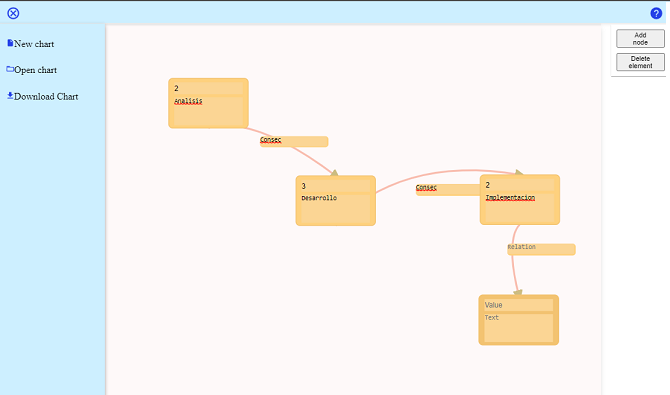 New chart
Open chart
Download Chart
?
Add
node
Delete
element
2
Analisis
Consec
3
Desarrollo
Consec
2
Implementacion
Relation
Value
Text